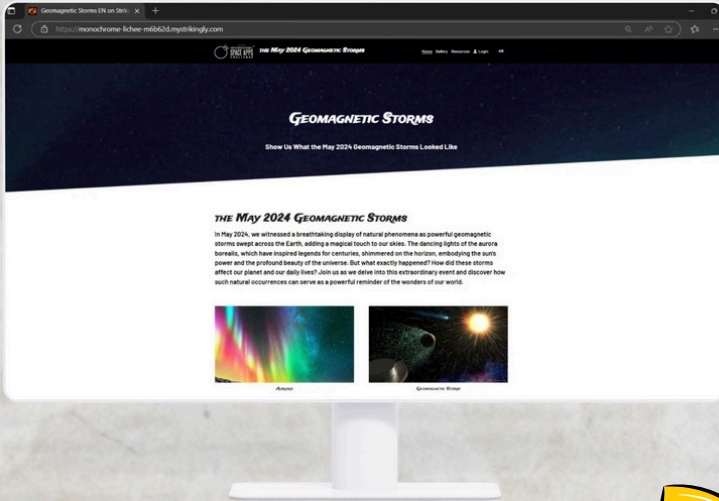 Geomagnetic Storms EN on Strik
https://monochrome-lichee-m6b62d.mystrikingly.com
SPACE APPS
CHALLENGE
THE MAY 2024 GEOMAGNETIC STORMS
Home Gallery Resources Login AR
GEOMAGNETIC STORMS
Show Us What the May 2024 Geomagnetic Storms Looked Like
THE MAY 2024 GEOMAGNETIC STORMS
In May 2024, we witnessed a breathtaking display of natural phenomena as powerful geomagnetic
storms swept across the Earth, adding a magical touch to our skies. The dancing lights of the aurora
borealis, which have inspired legends for centuries, shimmered on the horizon, embodying the sun's
power and the profound beauty of the universe. But what exactly happened? How did these storms
affect our planet and our daily lives? Join us as we delve into this extraordinary event and discover how
such natural occurrences can serve as a powerful reminder of the wonders of our world.
AURORA GEOMAGNETIC STORM